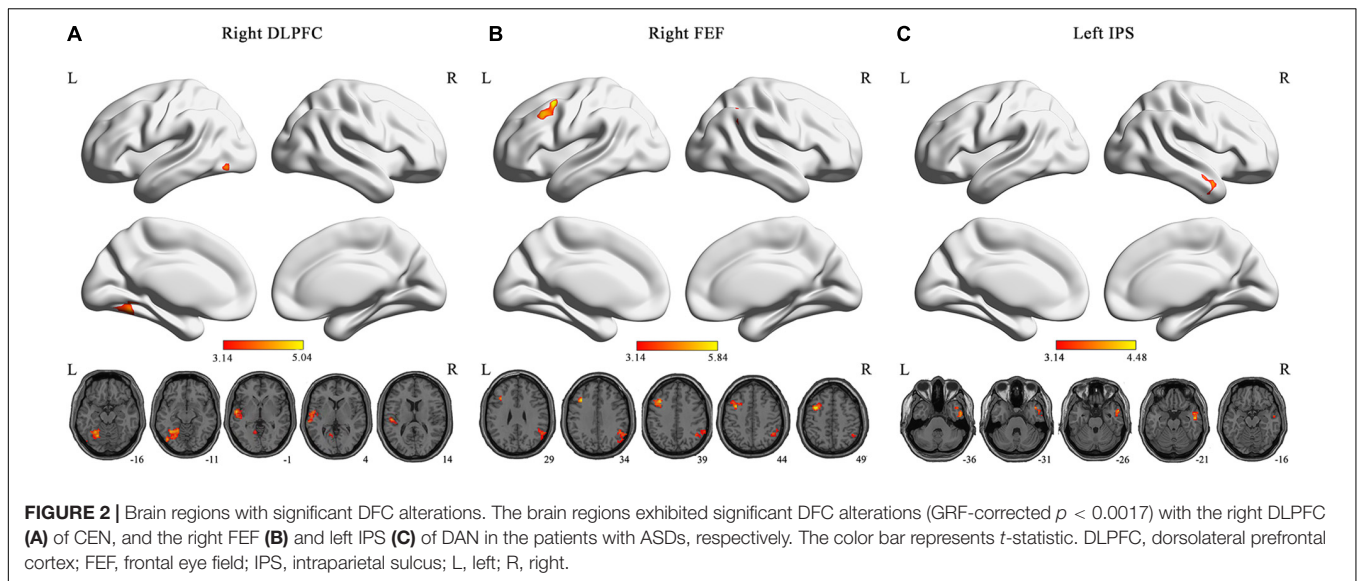 A
Right DLPFC
B
Right FEF
C
Left IPS
L
R
L
R
L
R
3.14
5.04
3.14
5.84
3.14
4.48
L
R
L
R
L
R
-16
-11
-1
4
14
29
34
39
44
49
-36
-31
-26
-21
-16
FIGURE 2 | Brain regions with significant DFC alterations. The brain regions exhibited significant DFC alterations (GRF-corrected p < 0.0017) with the right DLPFC
(A) of CEN, and the right FEF (B) and left IPS (C) of DAN in the patients with ASDs, respectively. The color bar represents t-statistic. DLPFC, dorsolateral prefrontal
cortex; FEF, frontal eye field; IPS, intraparietal sulcus; L, left; R, right.